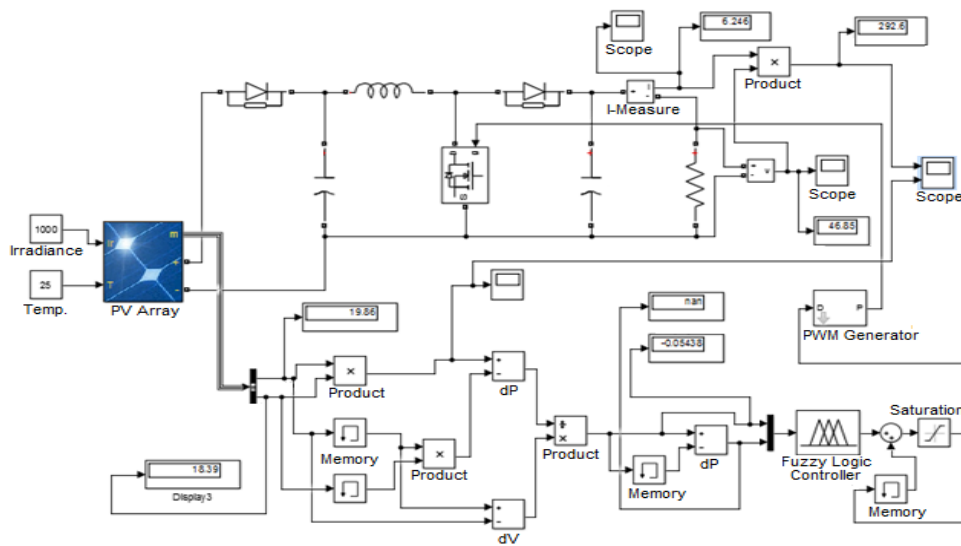 6.246
292.6
Scope
Product
I-Measure
Scope
Scope
46.85
1000
Irradiance
25
Temp.
Ir
T
m
+
-
PV Array
19.86
nan
-0.05438
D
P
PWM Generator
Product
dP
Saturation
Memory
Product
Product
dP
Fuzzy Logic
Controller
Memory
Memory
18.39
Display3
dV